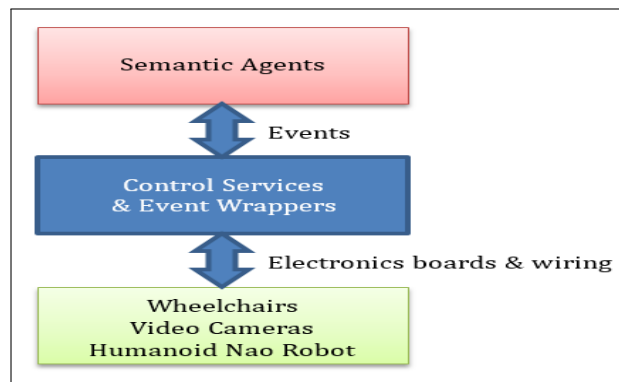 Semantic Agents
Events
Control Services
& Event Wrappers
Electronics boards & wiring
Wheelchairs
Video Cameras
Humanoid Nao Robot